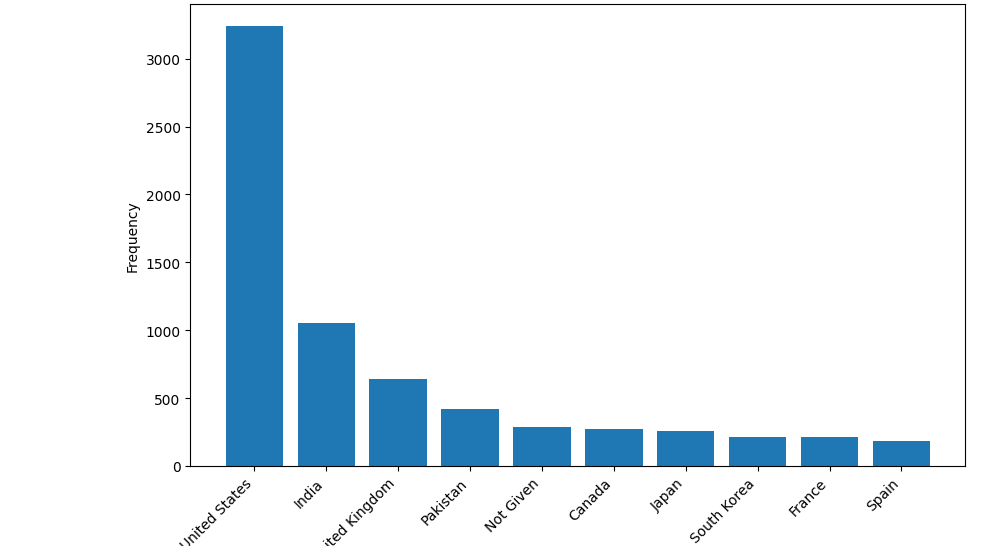 3000
2500
2000
1500
1000
500
0
Frequency
United States
India
ited Kingdom
Pakistan
Not Given
Canada
Japan
South Korea
France
Spain